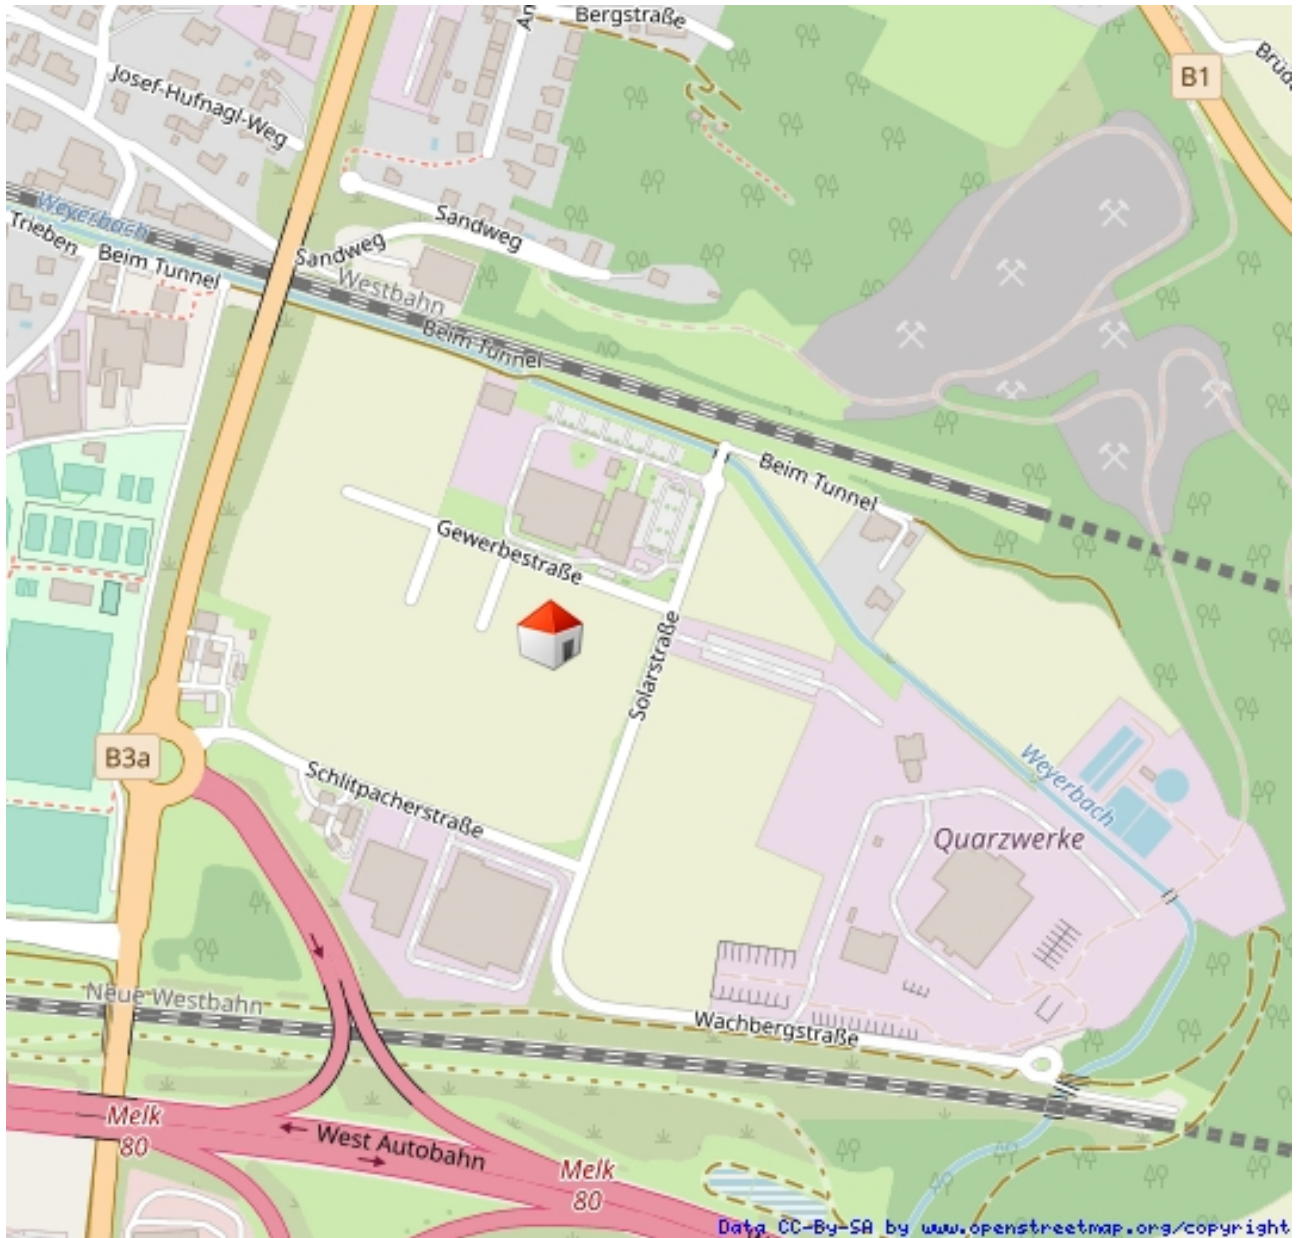 Bergstraße
B1
Josef-Hufnagl-Weg
Weyerbach
Trieben
Beim Tunnel
Sandweg
Sandweg
Westbahn
Beim Tunnel
Beim Tunnel
Gewerbestraße
Solarstraße
B3a
Schlitpacherstraße
Weyerbach
Quarzwerke
Neue Westbahn
Wachbergstraße
Melk
80
West Autobahn
Melk
80
Data CC-By-SA by www.openstreetmap.org/copyright